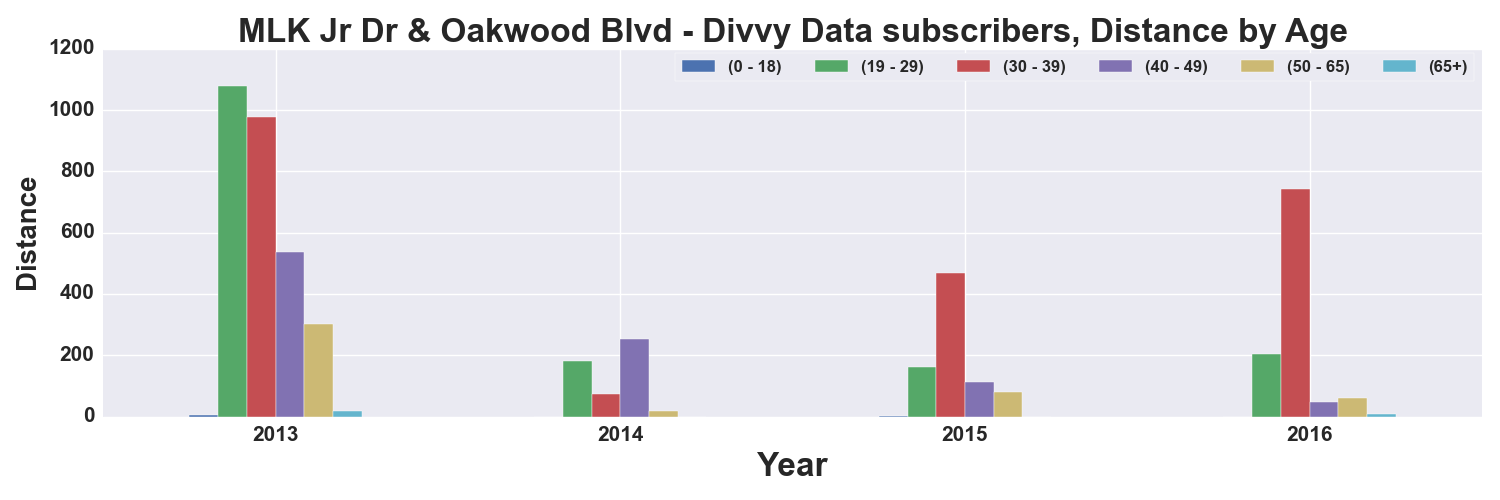 MLK Jr Dr & Oakwood Blvd - Divvy Data subscribers, Distance by Age
(0 - 18) (19 - 29) (30 - 39) (40 - 49) (50 - 65) (65+)
Distance
1200
1000
800
600
400
200
0
2013 2014 2015 2016
Year